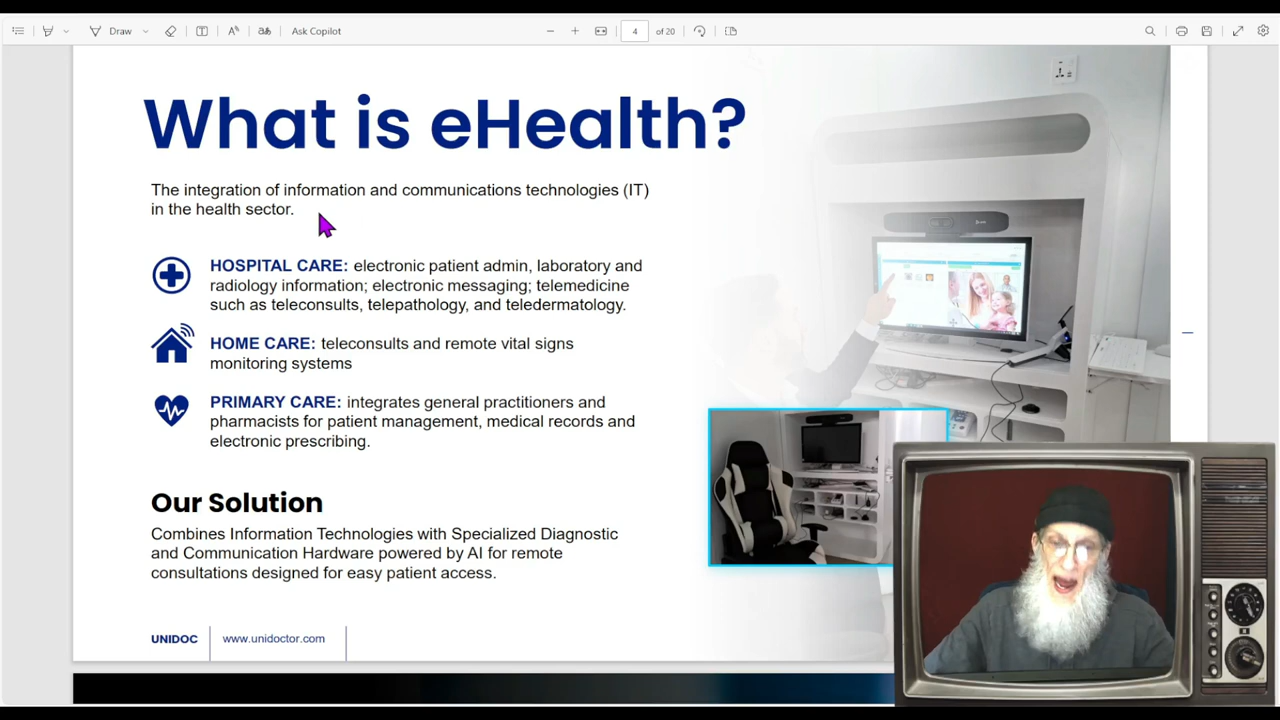 Draw
Ask Copilot
4 of 20
What is eHealth?
The integration of information and communications technologies (IT)
in the health sector.
HOSPITAL CARE: electronic patient admin, laboratory and
radiology information; electronic messaging; telemedicine
such as teleconsults, telepathology, and teledermatology.
HOME CARE: teleconsults and remote vital signs
monitoring systems
PRIMARY CARE: integrates general practitioners and
pharmacists for patient management, medical records and
electronic prescribing.
Our Solution
Combines Information Technologies with Specialized Diagnostic
and Communication Hardware powered by AI for remote
consultations designed for easy patient access.
UNIDOC
www.unidoctor.com